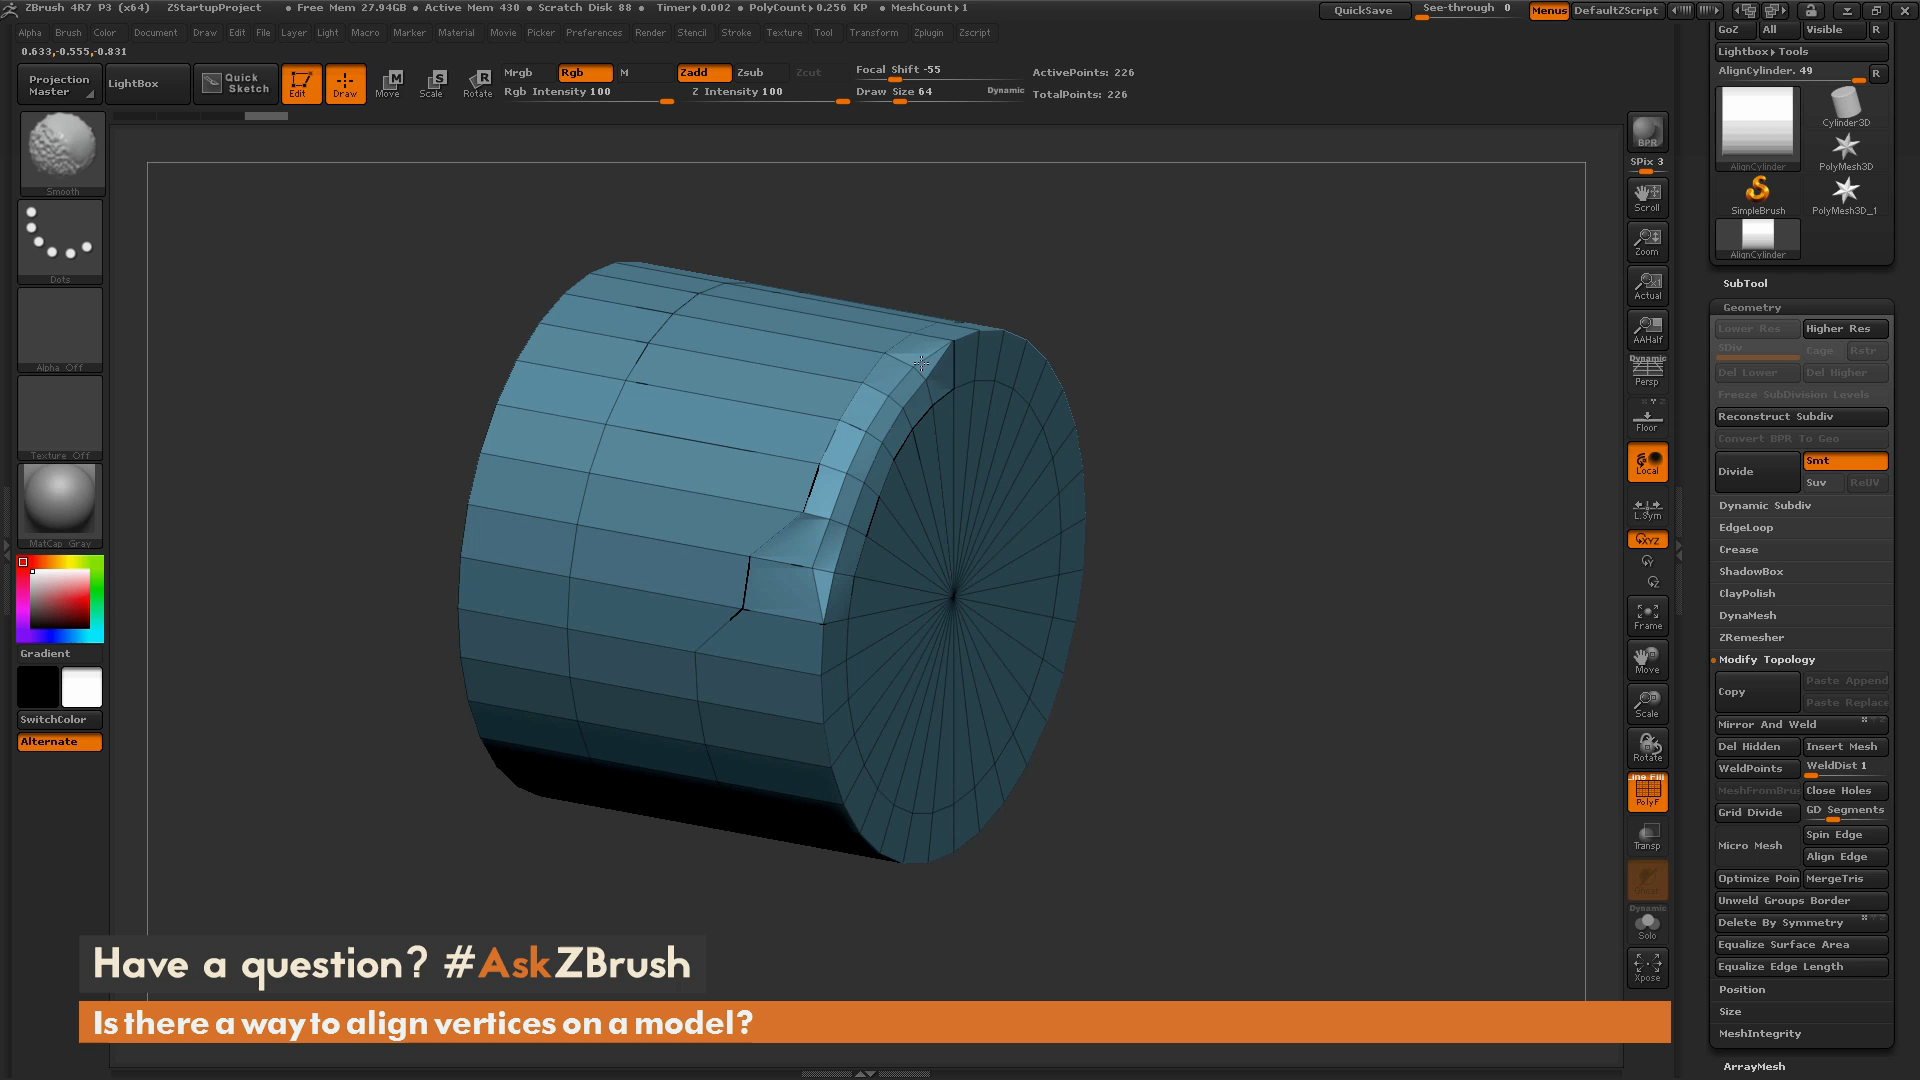 ZBrush 4R7 P3 (x64) ZStartupProject • Free Mem 27.94GB • Active Mem 430 • Scratch Disk 88 • Timer▸0.002 • PolyCount▸0.256 KP • MeshCount▸1 QuickSave See-through 0 Menus DefaultZScript
Alpha Brush Color Document Draw Edit File Layer Light Macro Marker Material Movie Picker Preferences Render Stencil Stroke Texture Tool Transform Zplugin Zscript
0.633,-0.555,-0.831
Projection Master
LightBox
Quick Sketch
Edit
Draw
Move
Scale
Rotate
Mrgb Rgb M
Rgb Intensity 100
Zadd Zsub Zcut
Z Intensity 100
Focal Shift -55
Draw Size 64 Dynamic
ActivePoints: 226
TotalPoints: 226
Smooth
Dots
Alpha Off
Texture Off
MatCap Gray
Gradient
SwitchColor
Alternate
BPR
SPix 3
Scroll
Zoom
Actual
AAHalf
Dynamic
Persp
Floor
Local
L.Sym
XYZ
Y
Z
Frame
Move
Scale
Rotate
PolyF
Transp
Ghost
Dynamic
Solo
Xpose
GoZ All Visible R
Lightbox▸Tools
AlignCylinder. 49 R
AlignCylinder
Cylinder3D
PolyMesh3D
SimpleBrush
PolyMesh3D_1
AlignCylinder
SubTool
Geometry
Lower Res Higher Res
SDiv Cage Rstr
Del Lower Del Higher
Freeze SubDivision Levels
Reconstruct Subdiv
Convert BPR To Geo
Divide Smt
Suv ReUV
Dynamic Subdiv
EdgeLoop
Crease
ShadowBox
ClayPolish
DynaMesh
ZRemesher
Modify Topology
Copy Paste Append
Paste Replace
Mirror And Weld
Del Hidden Insert Mesh
WeldPoints WeldDist 1
MeshFromBrus Close Holes
Grid Divide GD Segments
Micro Mesh Spin Edge
Align Edge
Optimize Poin MergeTris
Unweld Groups Border
Delete By Symmetry
Equalize Surface Area
Equalize Edge Length
Position
Size
MeshIntegrity
ArrayMesh
Have a question? #AskZBrush
Is there a way to align vertices on a model?